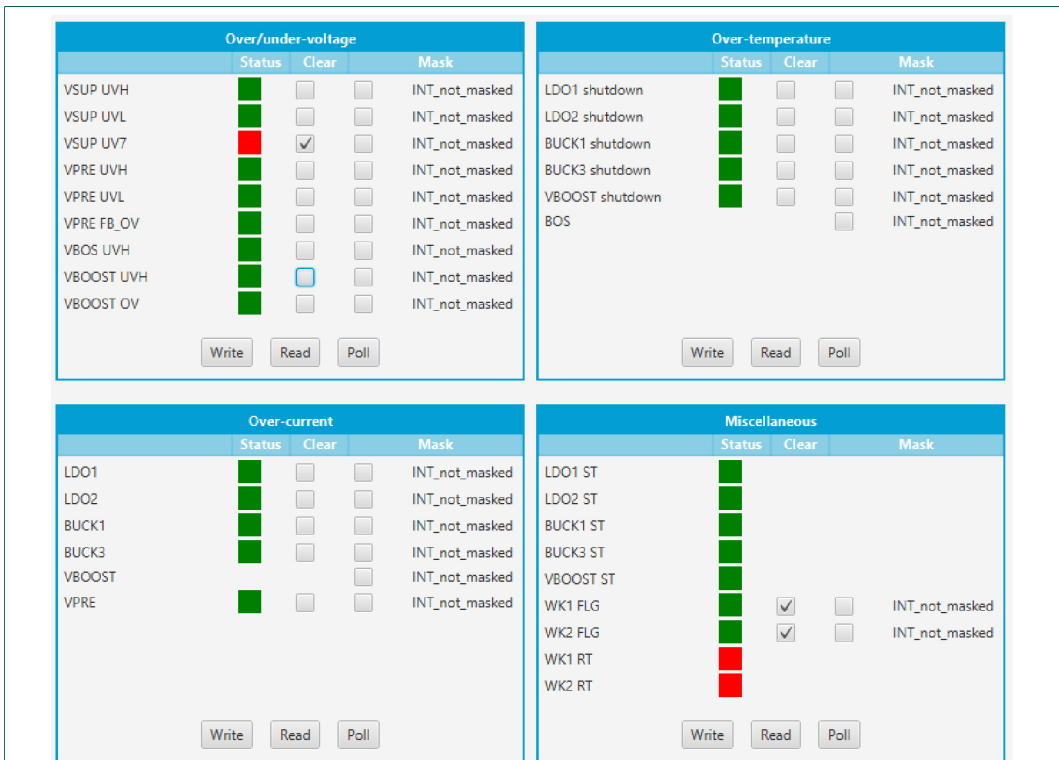 Over/under-voltage
Status Clear Mask
VSUP UVH INT_not_masked
VSUP UVL INT_not_masked
VSUP UV7 INT_not_masked
VPRE UVH INT_not_masked
VPRE UVL INT_not_masked
VPRE FB_OV INT_not_masked
VBOS UVH INT_not_masked
VBOOST UVH INT_not_masked
VBOOST OV INT_not_masked
Write Read Poll
Over-temperature
Status Clear Mask
LDO1 shutdown INT_not_masked
LDO2 shutdown INT_not_masked
BUCK1 shutdown INT_not_masked
BUCK3 shutdown INT_not_masked
VBOOST shutdown INT_not_masked
BOS INT_not_masked
Write Read Poll
Over-current
Status Clear Mask
LDO1 INT_not_masked
LDO2 INT_not_masked
BUCK1 INT_not_masked
BUCK3 INT_not_masked
VBOOST INT_not_masked
VPRE INT_not_masked
Write Read Poll
Miscellaneous
Status Clear Mask
LDO1 ST
LDO2 ST
BUCK1 ST
BUCK3 ST
VBOOST ST
WK1 FLG INT_not_masked
WK2 FLG INT_not_masked
WK1 RT
WK2 RT
Write Read Poll